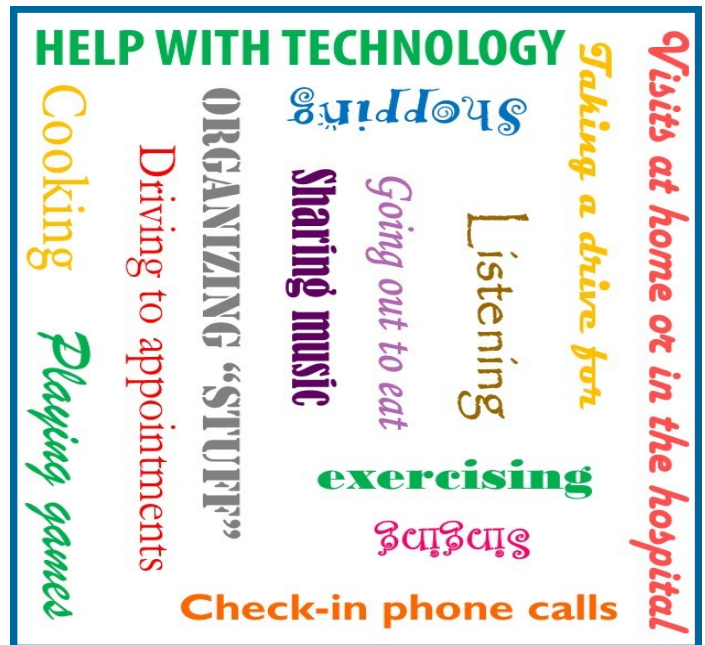 HELP WITH TECHNOLOGY
Cooking
Driving to appointments
ORGANIZING “STUFF”
Shopping
Sharing music
Going out to eat
Listening
Taking a drive for
Visits at home or in the hospital
Playing games
exercising
singing
Check-in phone calls